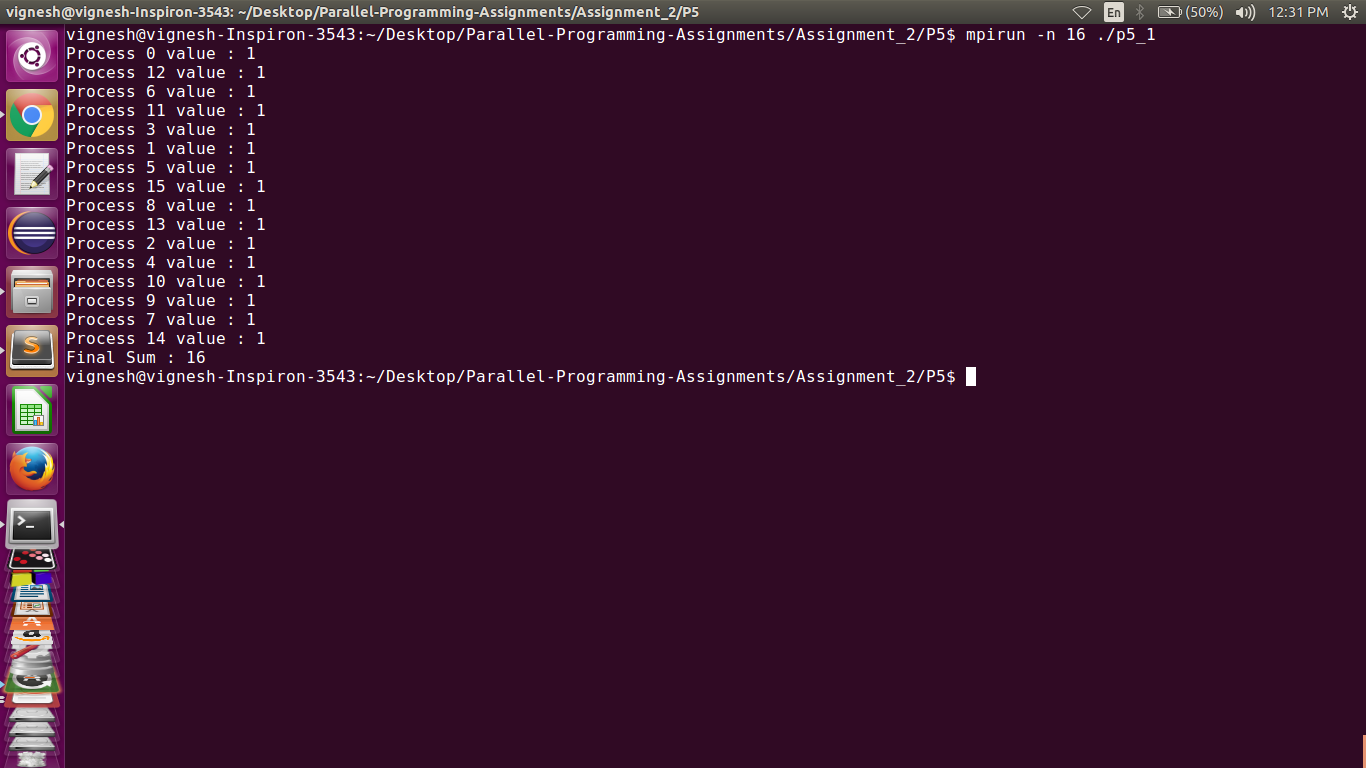 vignesh@vignesh-Inspiron-3543: ~/Desktop/Parallel-Programming-Assignments/Assignment_2/P5
En (50%) 12:31 PM
vignesh@vignesh-Inspiron-3543:~/Desktop/Parallel-Programming-Assignments/Assignment_2/P5$ mpirun -n 16 ./p5_1
Process 0 value : 1
Process 12 value : 1
Process 6 value : 1
Process 11 value : 1
Process 3 value : 1
Process 1 value : 1
Process 5 value : 1
Process 15 value : 1
Process 8 value : 1
Process 13 value : 1
Process 2 value : 1
Process 4 value : 1
Process 10 value : 1
Process 9 value : 1
Process 7 value : 1
Process 14 value : 1
Final Sum : 16
vignesh@vignesh-Inspiron-3543:~/Desktop/Parallel-Programming-Assignments/Assignment_2/P5$